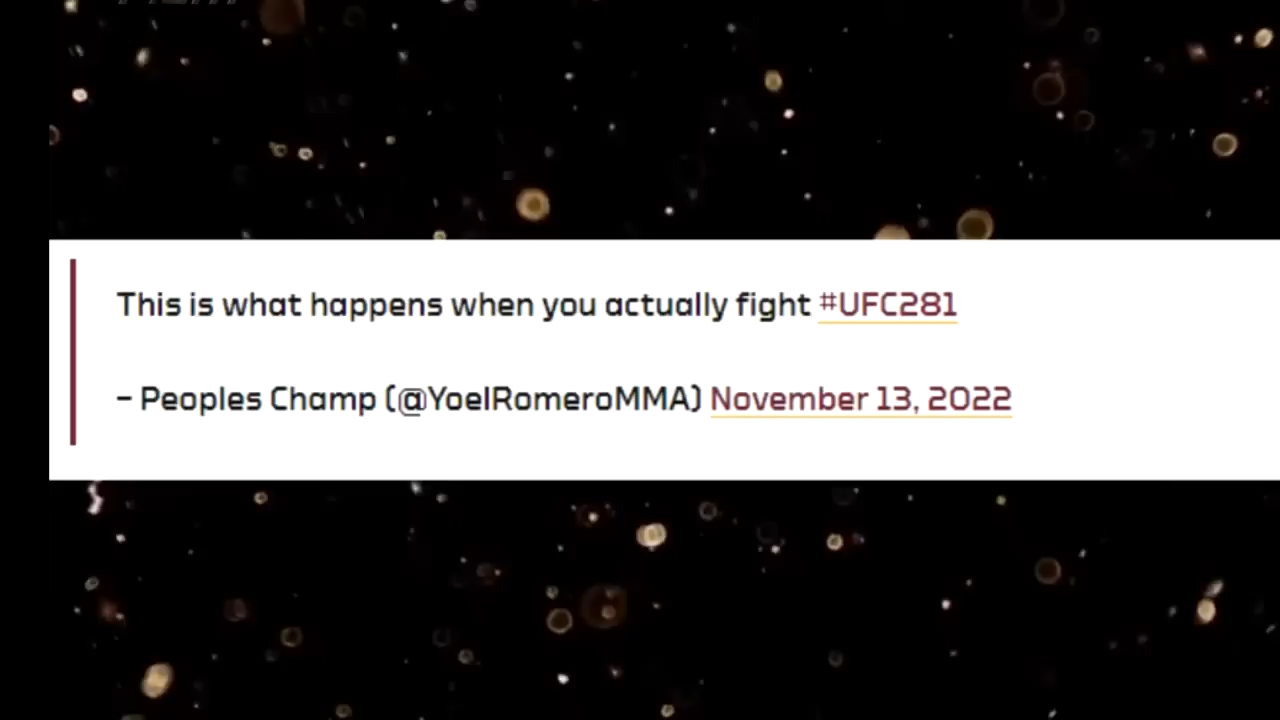 This is what happens when you actually fight #UFC281
– Peoples Champ (@YoelRomeroMMA) November 13, 2022